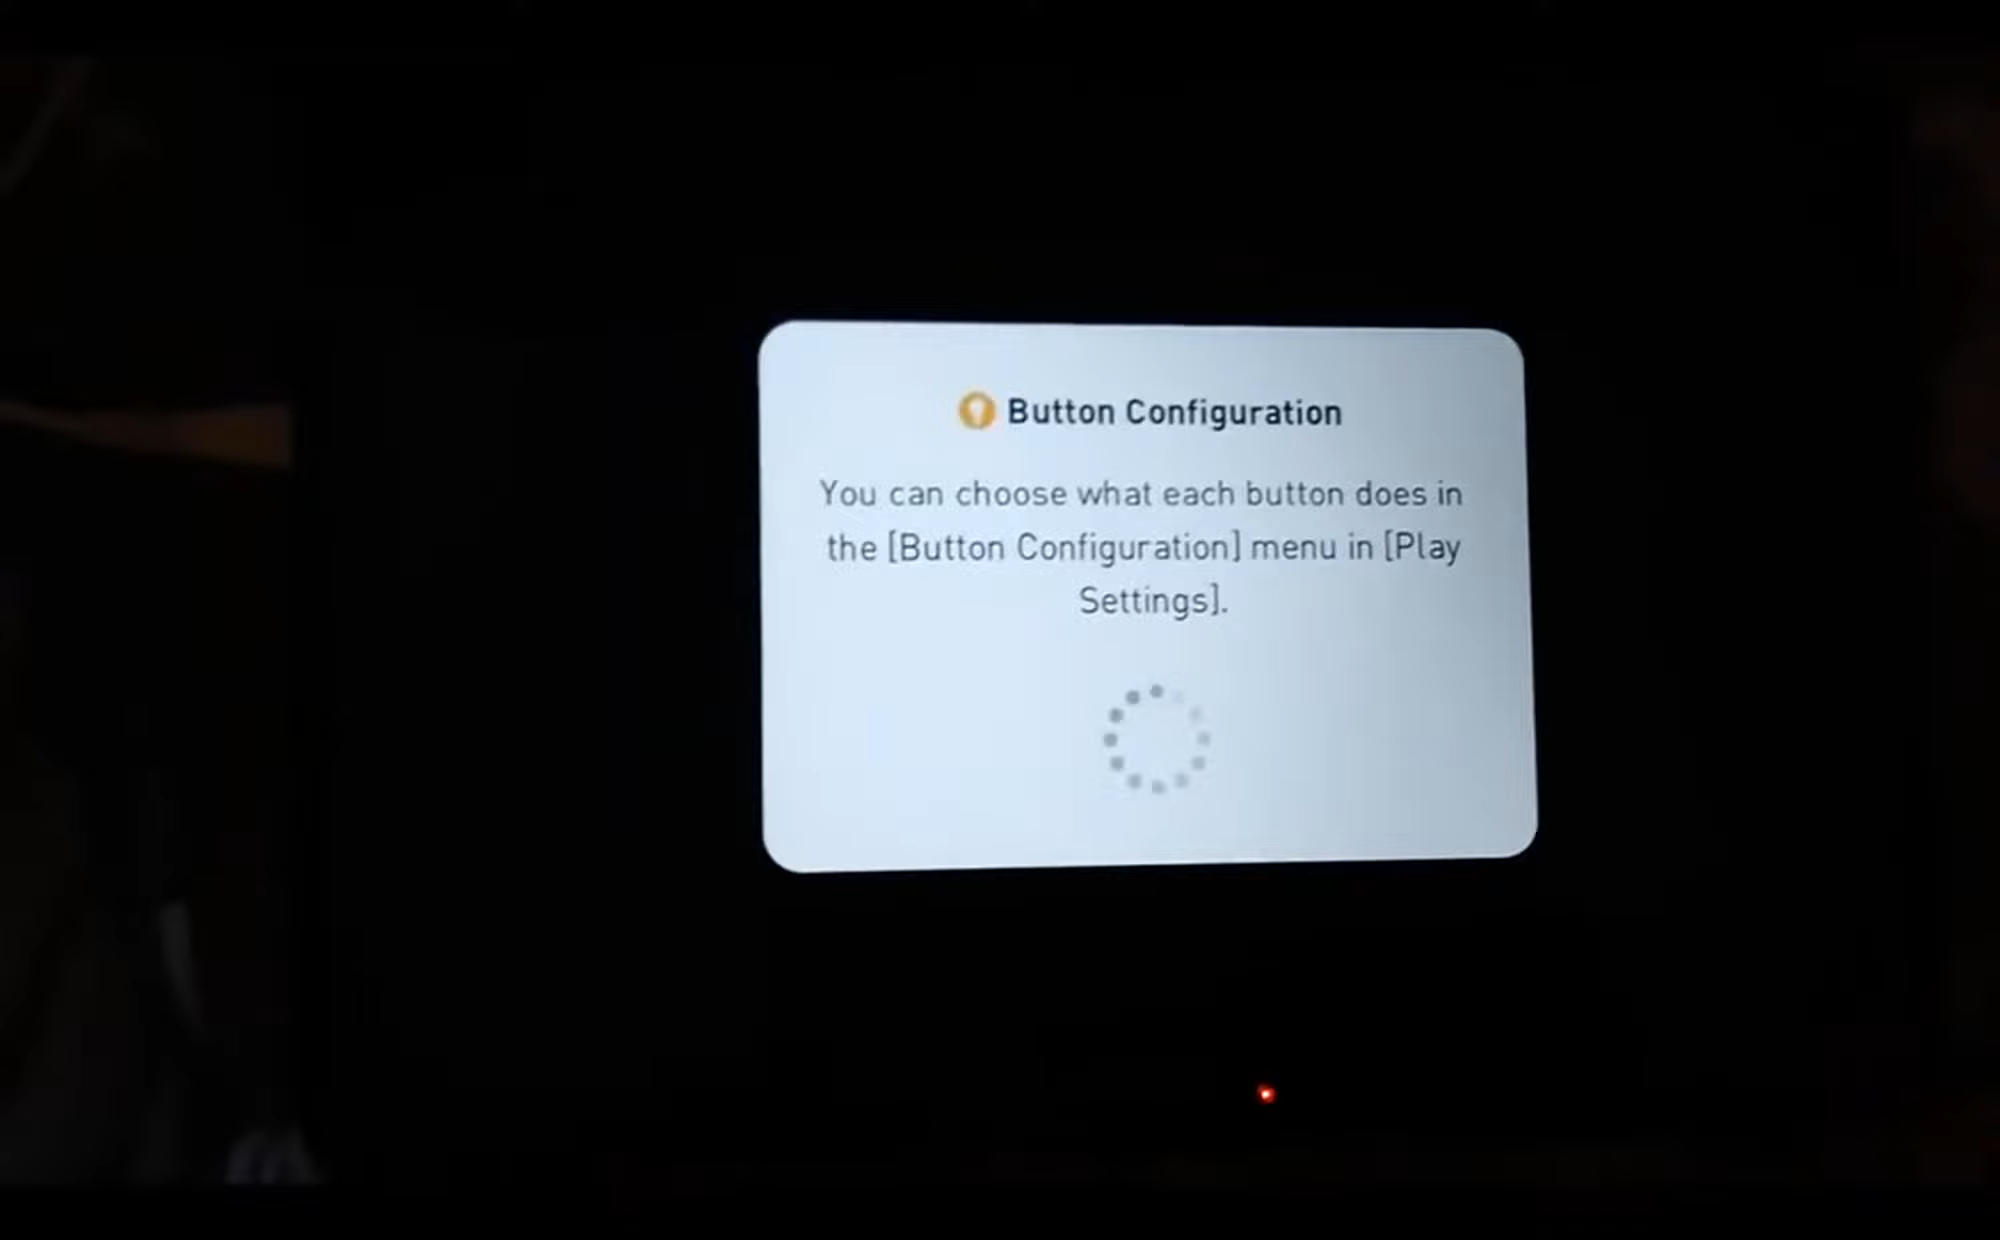 Button Configuration
You can choose what each button does in
the [Button Configuration] menu in [Play
Settings].